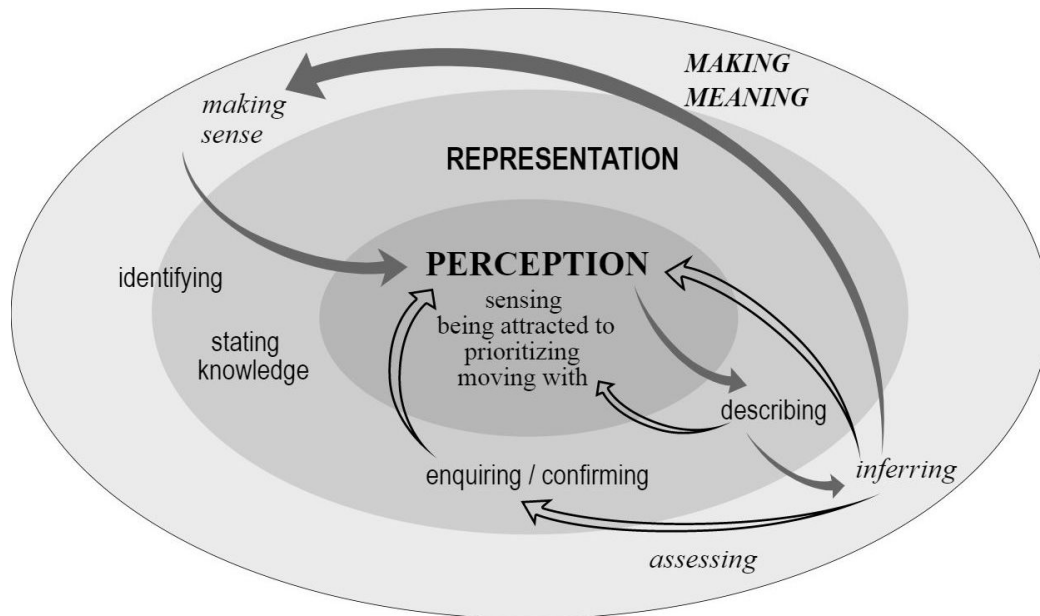 MAKING
MEANING
making
sense
REPRESENTATION
PERCEPTION
identifying
sensing
being attracted to
prioritizing
moving with
stating
knowledge
describing
enquiring / confirming
inferring
assessing